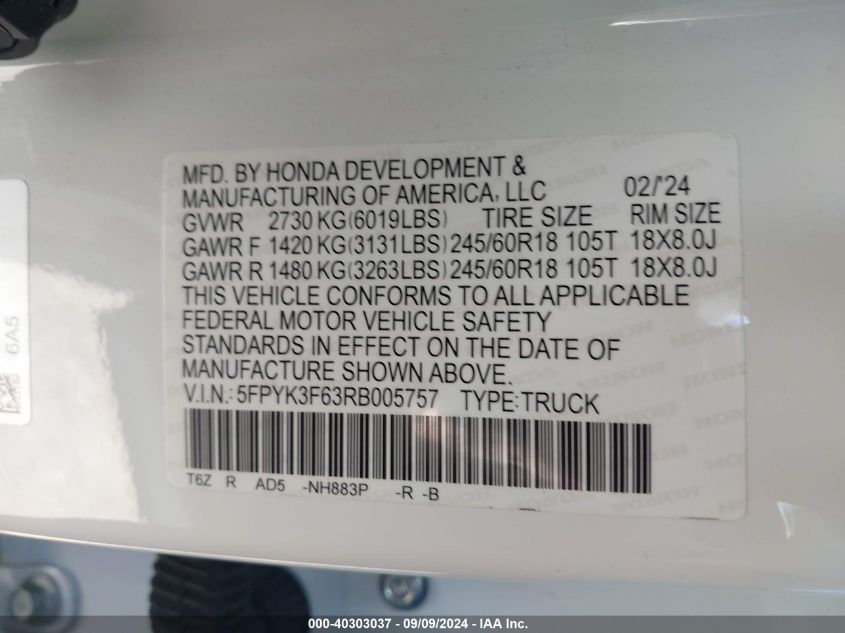 MFD. BY HONDA DEVELOPMENT &
MANUFACTURING OF AMERICA, LLC 02/'24
GVWR 2730 KG(6019LBS) TIRE SIZE RIM SIZE
GAWR F 1420 KG(3131LBS) 245/60R18 105T 18X8.0J
GAWR R 1480 KG(3263LBS) 245/60R18 105T 18X8.0J
THIS VEHICLE CONFORMS TO ALL APPLICABLE
FEDERAL MOTOR VEHICLE SAFETY
STANDARDS IN EFFECT ON THE DATE OF
MANUFACTURE SHOWN ABOVE.
V.I.N.: 5FPYK3F63RB005757 TYPE:TRUCK
T6Z R AD5 -NH883P -R -B
6A5
000-40303037 - 09/09/2024 - IAA Inc.